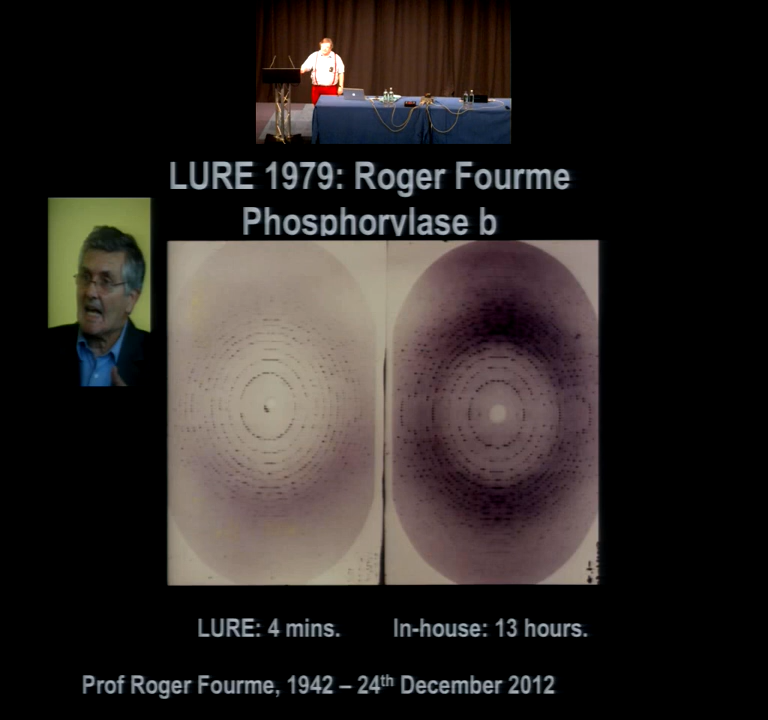 LURE 1979: Roger Fourme
Phosphorylase b
LURE: 4 mins. In-house: 13 hours.
Prof Roger Fourme, 1942 – 24th December 2012